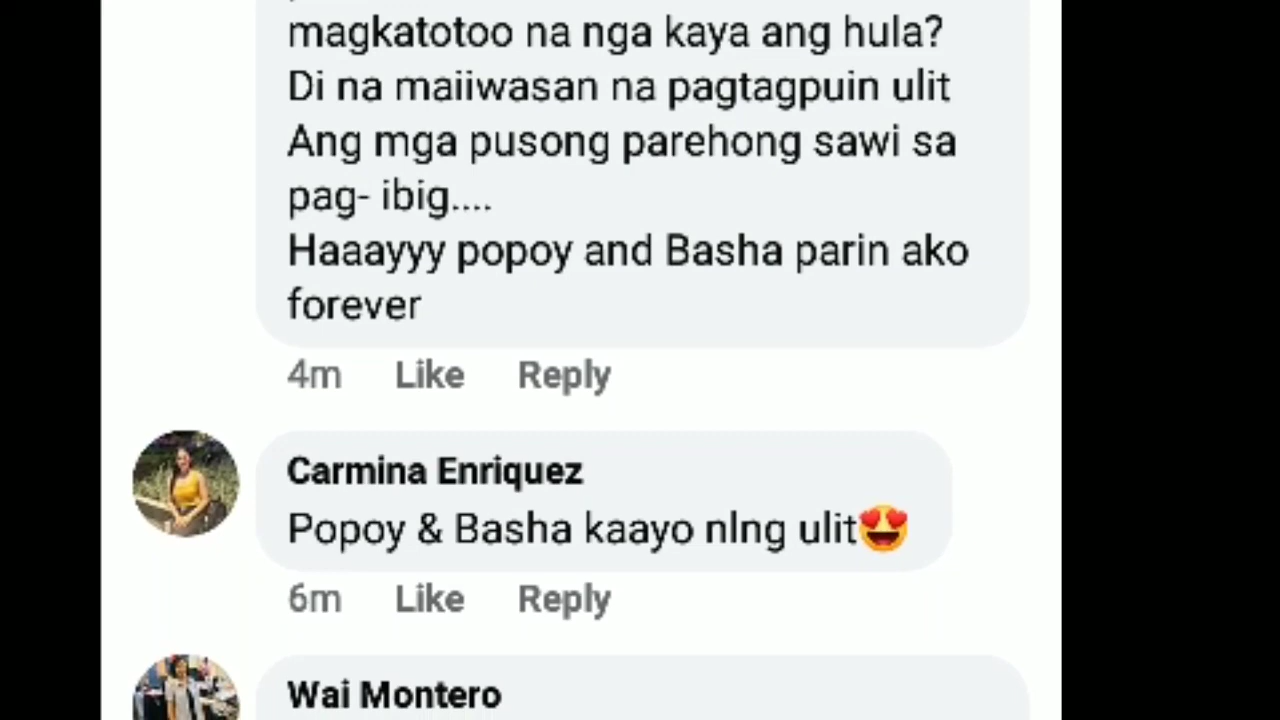 magkatotoo na nga kaya ang hula?
Di na maiiwasan na pagtagpuin ulit
Ang mga pusong parehong sawi sa
pag- ibig....
Haaayyy popoy and Basha parin ako
forever
4m Like Reply
Carmina Enriquez
Popoy & Basha kaayo nlng ulit😍
6m Like Reply
Wai Montero